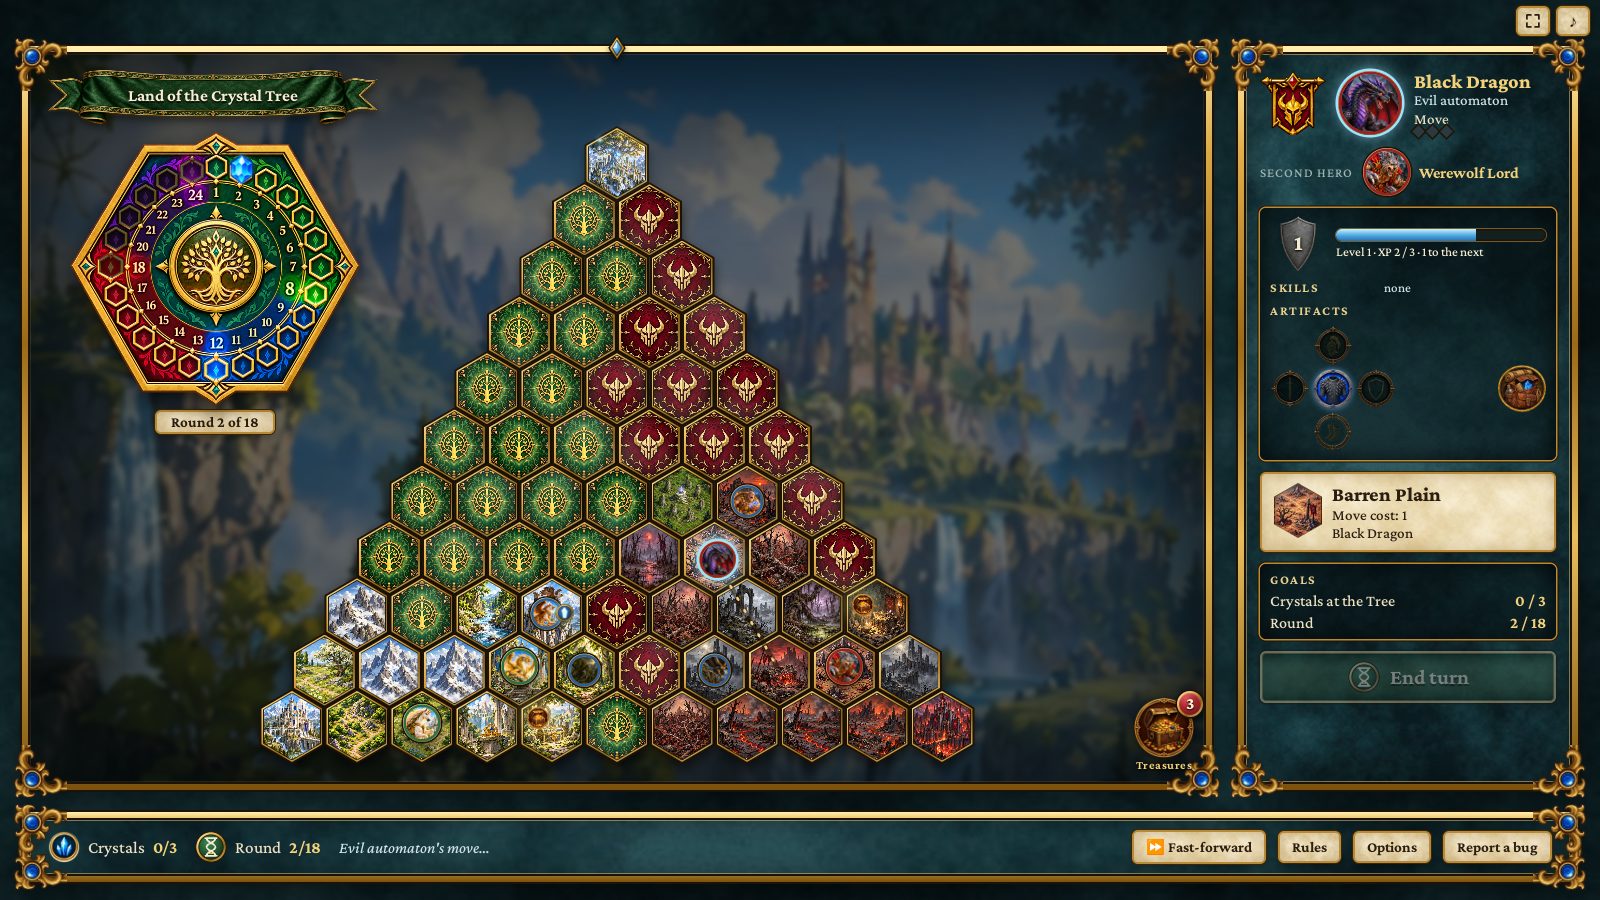 Land of the Crystal Tree
24
1
2
3
4
5
6
7
8
9
10
11
11
12
13
14
15
16
17
18
20
21
22
23
Round 2 of 18
3
Treasures
Black Dragon
Evil automaton
Move
SECOND HERO
Werewolf Lord
1
Level 1 · XP 2 / 3 · 1 to the next
SKILLS none
ARTIFACTS
Barren Plain
Move cost: 1
Black Dragon
GOALS
Crystals at the Tree 0 / 3
Round 2 / 18
End turn
Crystals 0/3
Round 2/18
Evil automaton's move...
Fast-forward
Rules
Options
Report a bug